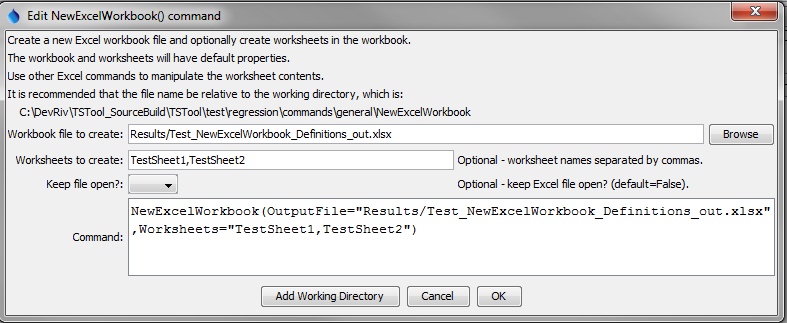 Edit NewExcelWorkbook() command
Create a new Excel workbook file and optionally create worksheets in the workbook.
The workbook and worksheets will have default properties.
Use other Excel commands to manipulate the worksheet contents.
It is recommended that the file name be relative to the working directory, which is:
C:\DevRiv\TSTool_SourceBuild\TSTool\test\regression\commands\general\NewExcelWorkbook
Workbook file to create: Results/Test_NewExcelWorkbook_Definitions_out.xlsx Browse
Worksheets to create: TestSheet1,TestSheet2 Optional - worksheet names separated by commas.
Keep file open?: Optional - keep Excel file open? (default=False).
NewExcelWorkbook(OutputFile="Results/Test_NewExcelWorkbook_Definitions_out.xlsx"
Command: ,Worksheets="TestSheet1,TestSheet2")
Add Working Directory Cancel OK